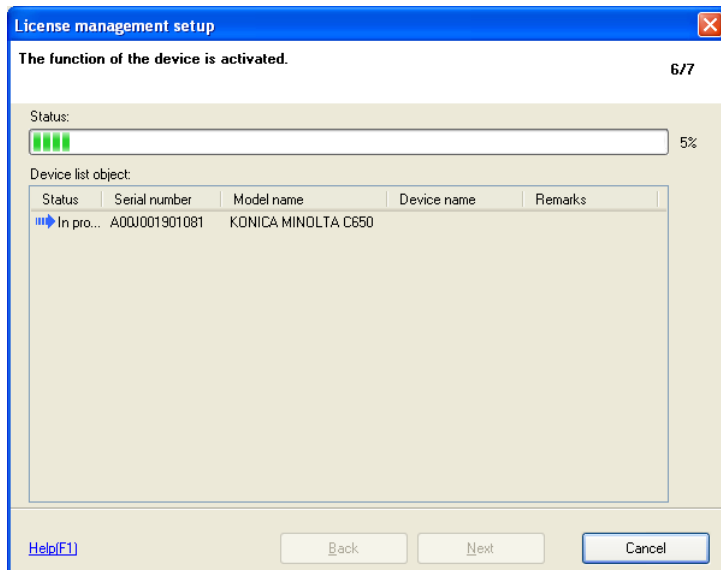 License management setup
The function of the device is activated.
6/7
Status:
5%
Device list object:
Status Serial number Model name Device name Remarks
In pro... A00J001901081 KONICA MINOLTA C650
Help(F1) Back Next Cancel